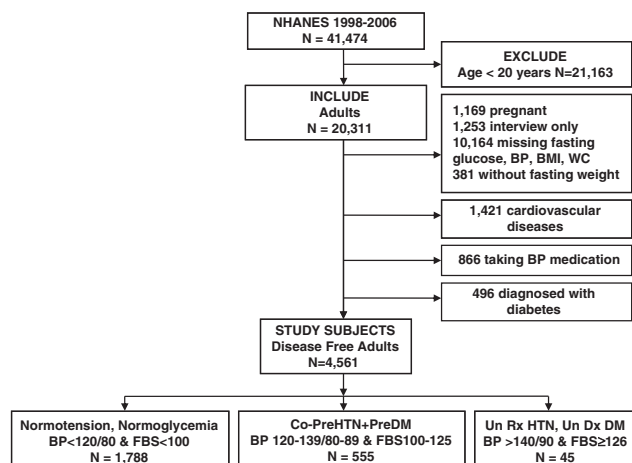 NHANES 1998-2006
N = 41,474
EXCLUDE
Age < 20 years N=21,163
INCLUDE
Adults
N = 20,311
1,169 pregnant
1,253 interview only
10,164 missing fasting
glucose, BP, BMI, WC
381 without fasting weight
1,421 cardiovascular
diseases
866 taking BP medication
496 diagnosed with
diabetes
STUDY SUBJECTS
Disease Free Adults
N=4,561
Normotension, Normoglycemia
BP<120/80 & FBS<100
N = 1,788
Co-PreHTN+PreDM
BP 120-139/80-89 & FBS100-125
N = 555
Un Rx HTN, Un Dx DM
BP >140/90 & FBS≥126
N = 45